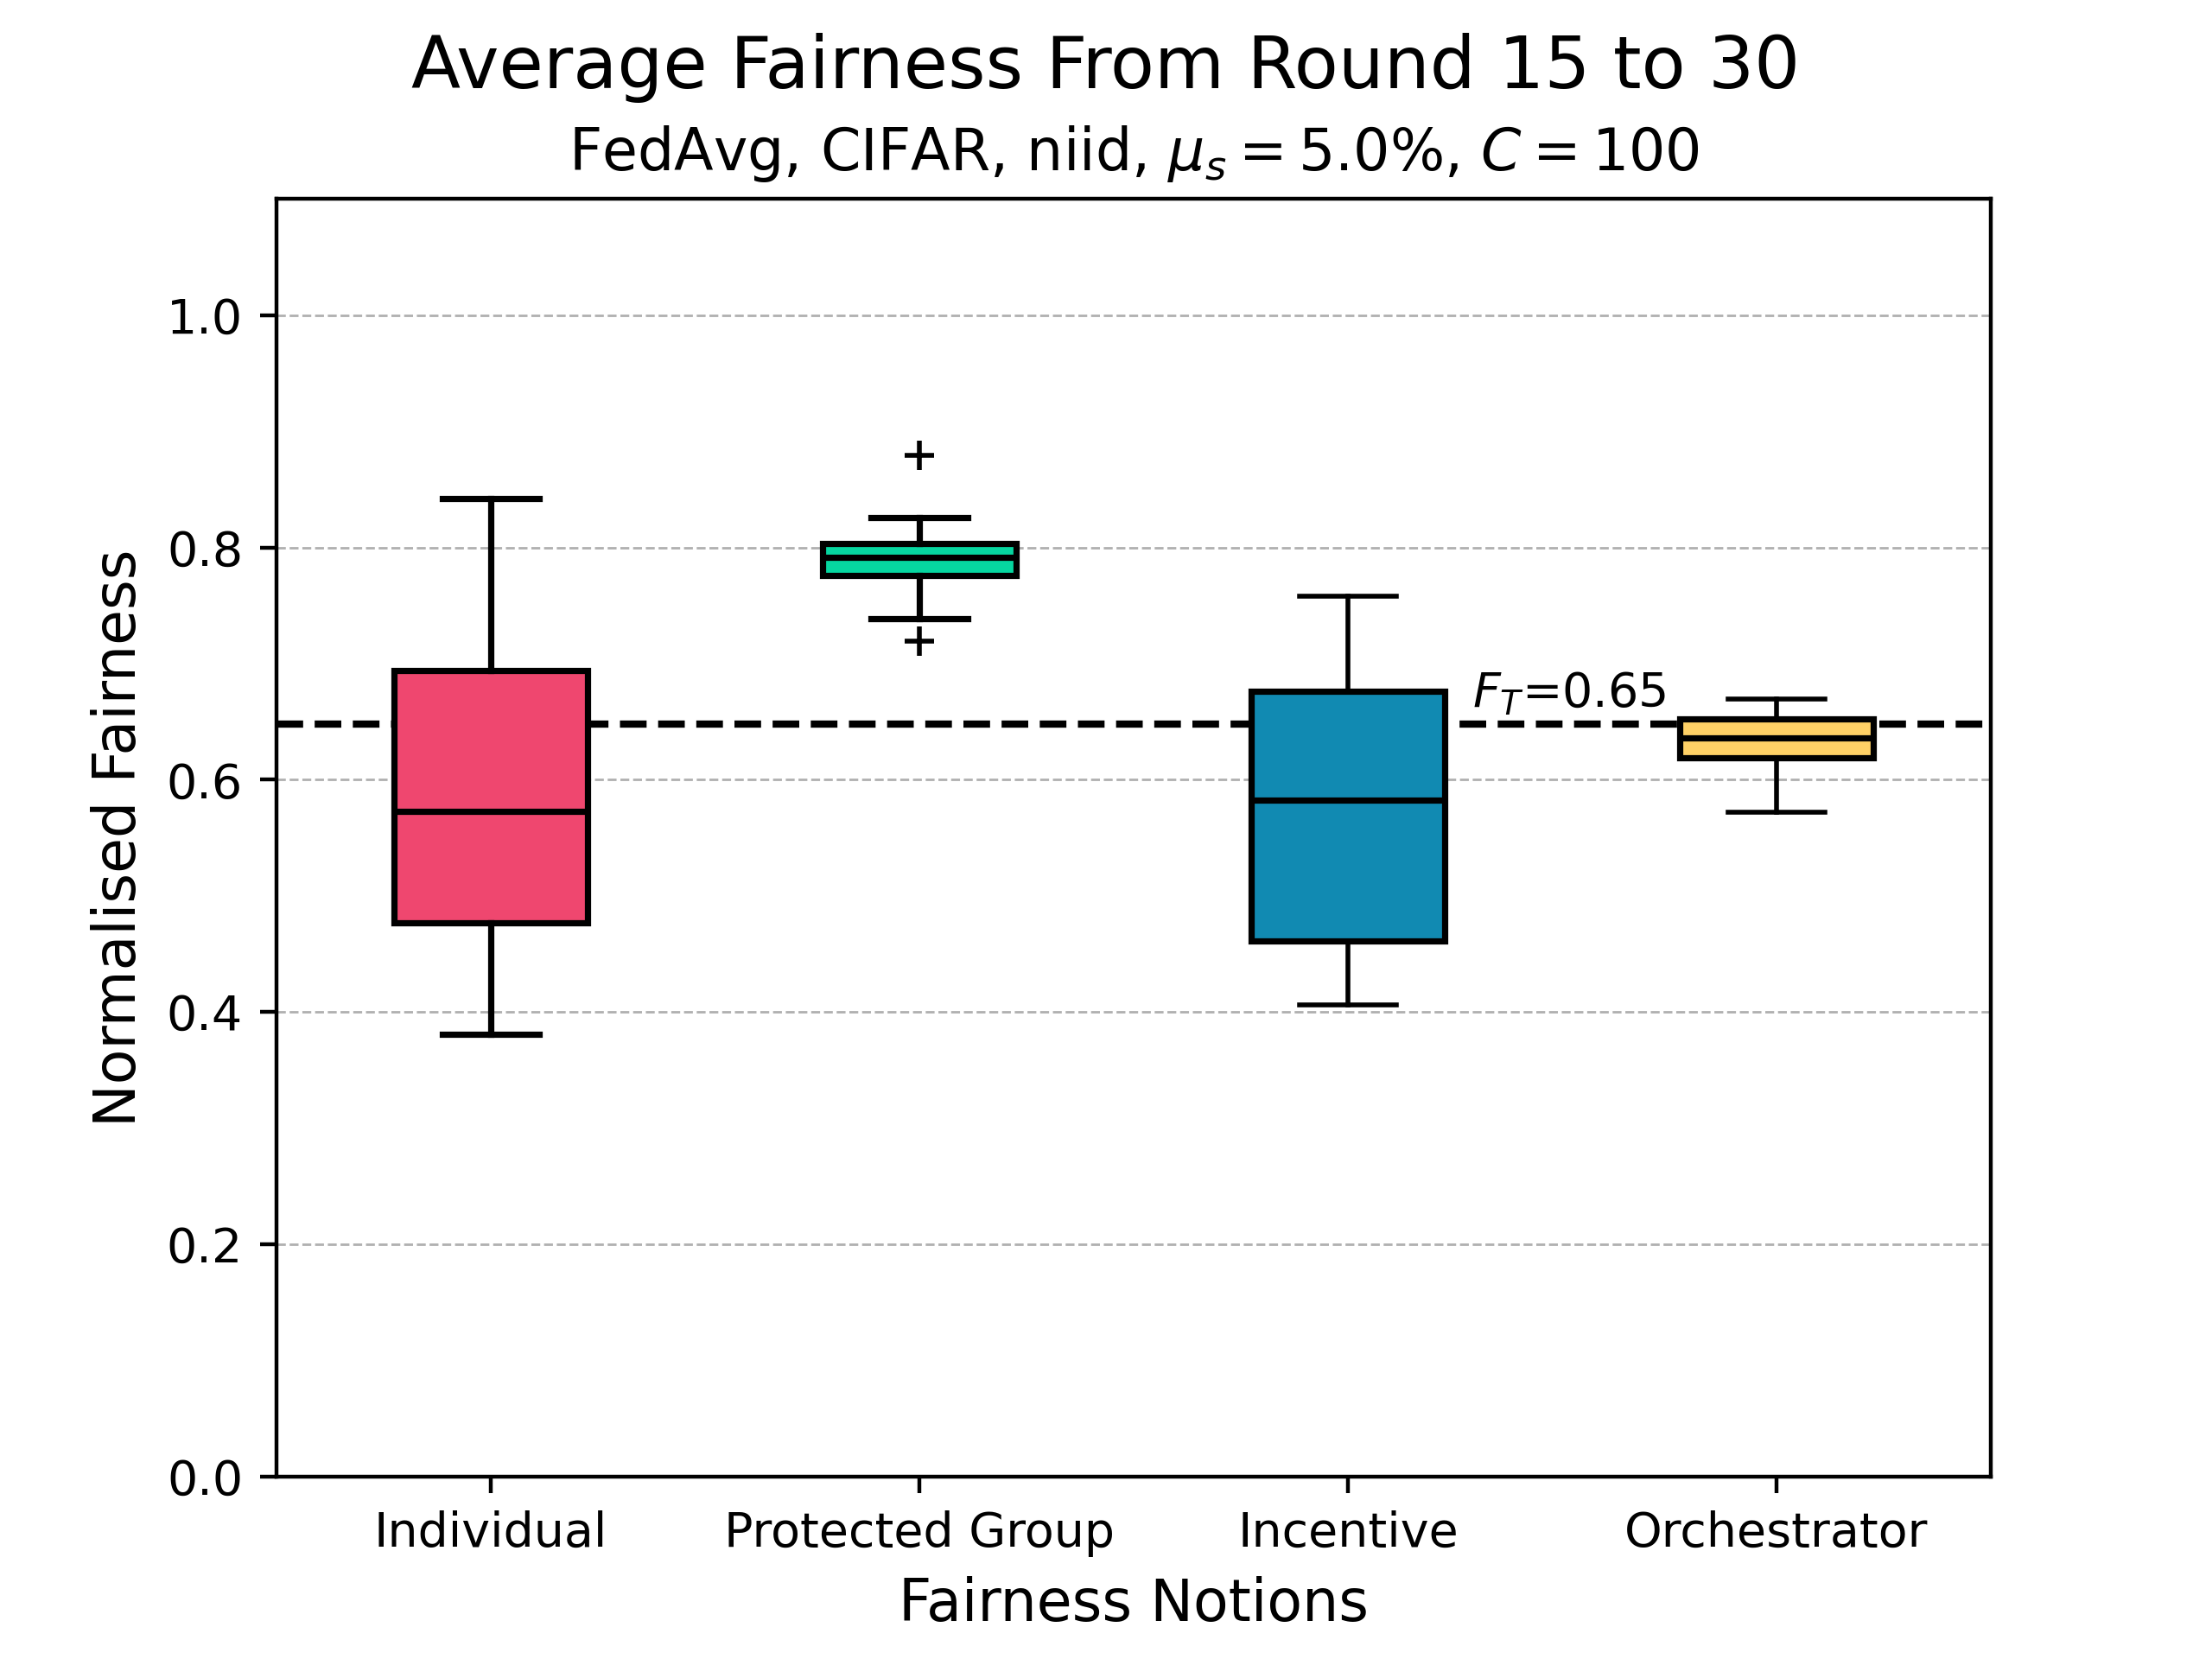 Average Fairness From Round 15 to 30
FedAvg, CIFAR, niid, μₛ = 5.0%, C = 100
Normalised Fairness
1.0
0.8
0.6
0.4
0.2
0.0
F_T=0.65
Individual Protected Group Incentive Orchestrator
Fairness Notions